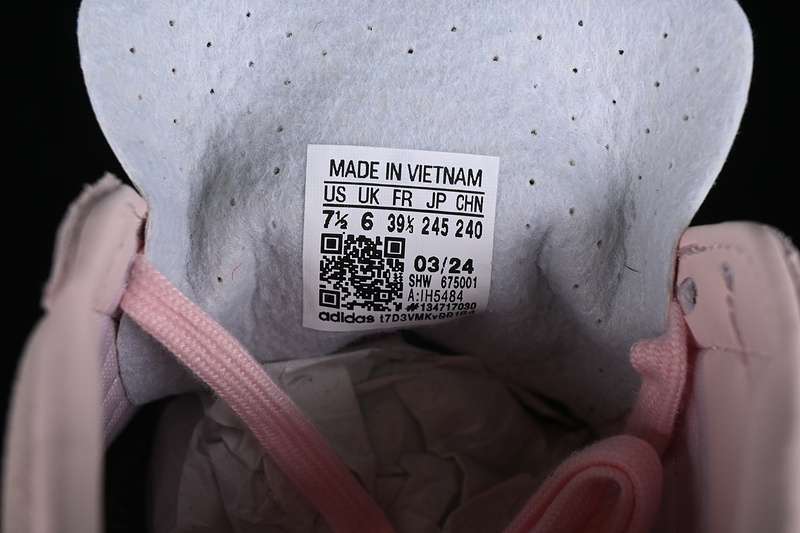 MADE IN VIETNAM
US UK FR JP CHN
7½ 6 39⅓ 245 240
03/24
SHW 675001
A:IH5484
#134717030
adidas